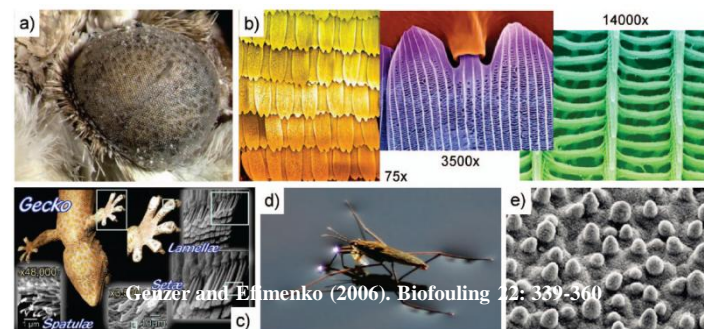 a)
b)
14000x
3500x
75x
Gecko
Lamellæ
x48,000
Setæ
1 µm
Spatulæ
c)
d)
e)
Genzer and Efimenko (2006). Biofouling 22: 339-360